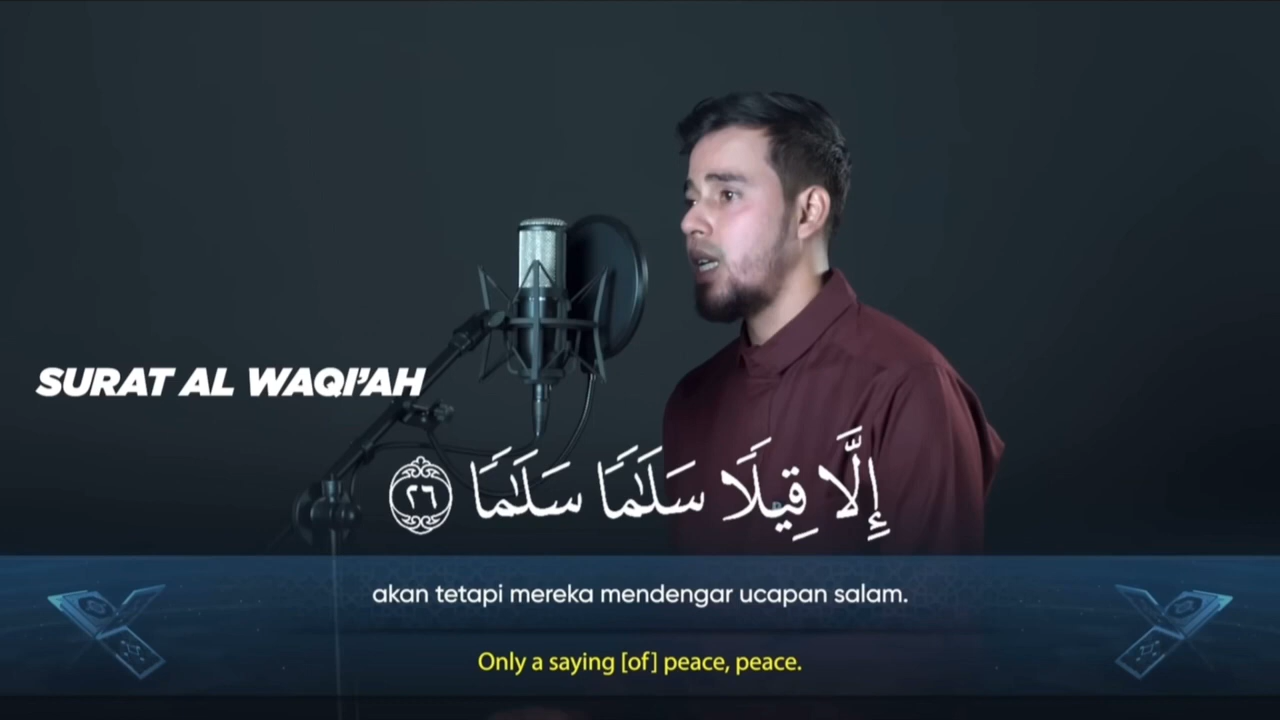 SURAT AL WAQI'AH
إِلَّا قِيلًا سَلَٰمًا سَلَٰمًا ٢٦
akan tetapi mereka mendengar ucapan salam.
Only a saying [of] peace, peace.